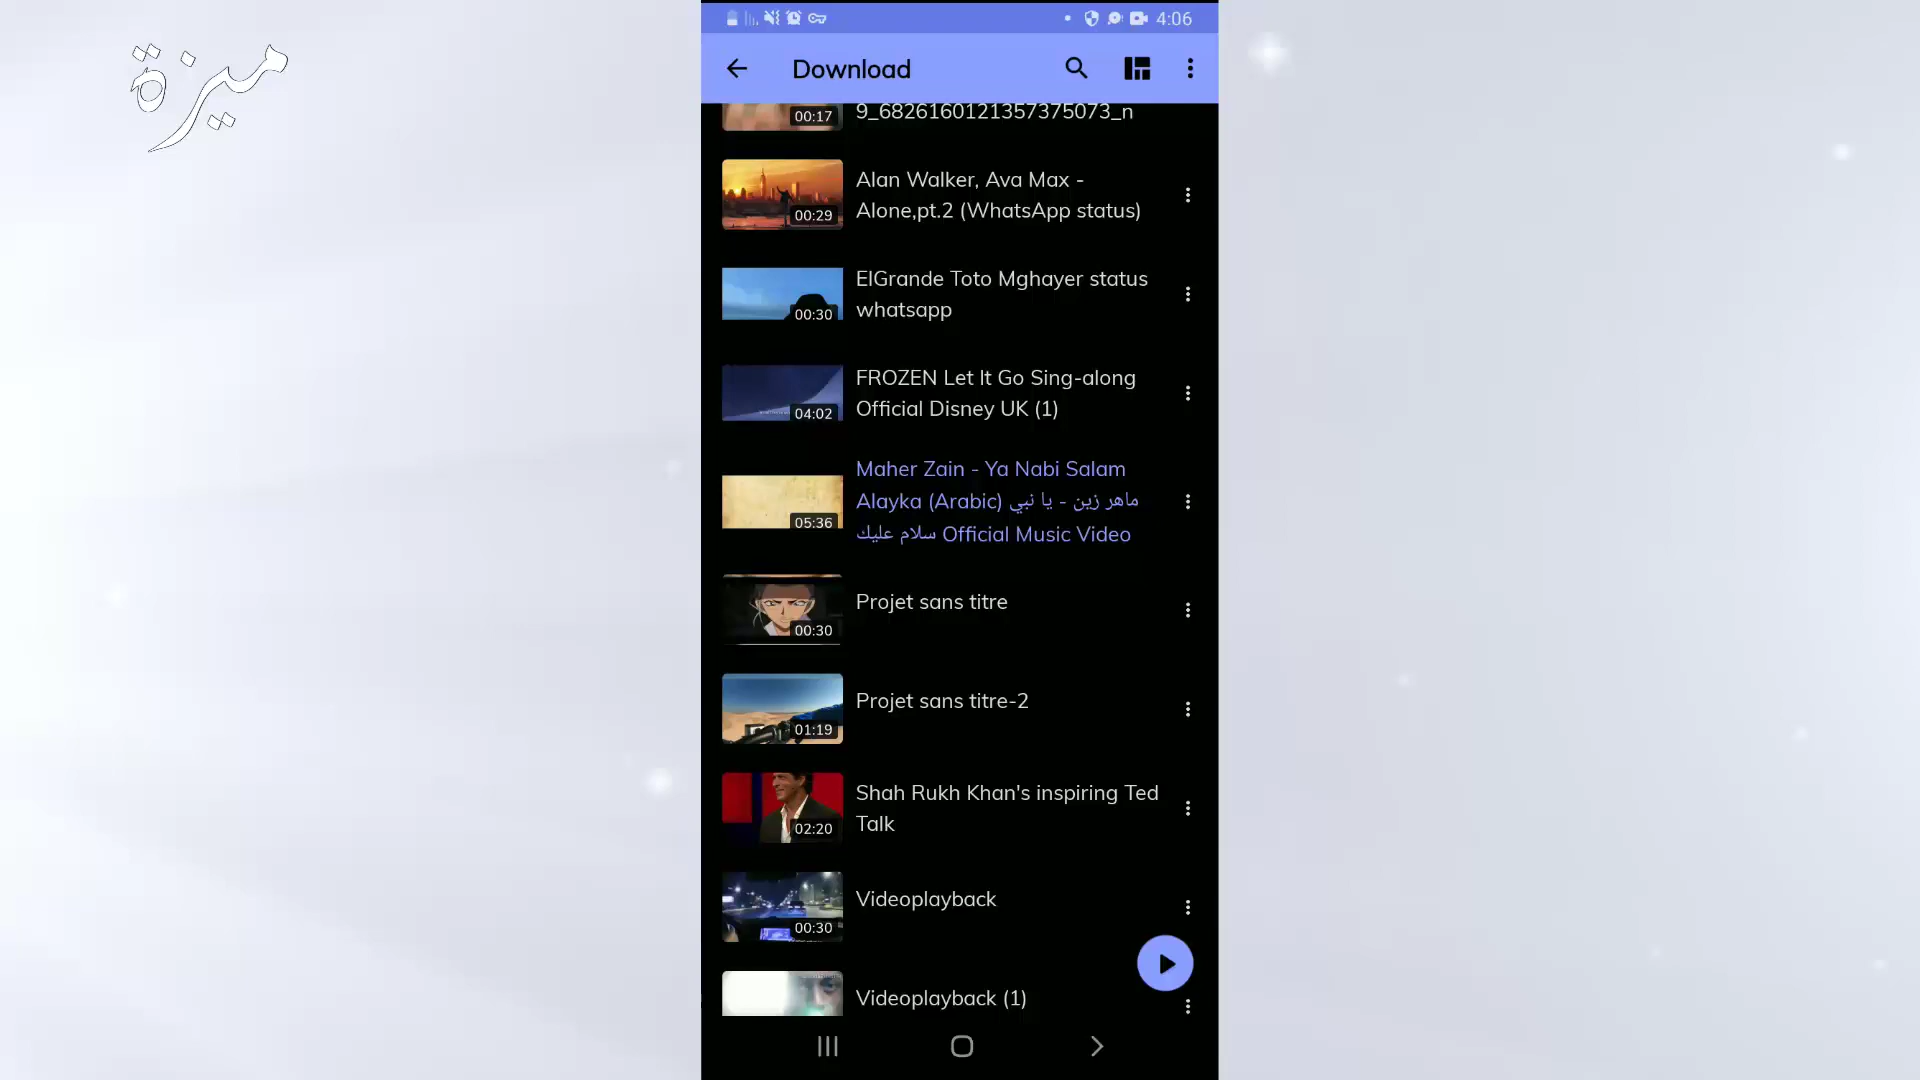 ميزة
4:06
Download
00:17
9_6826160121357375073_n
Alan Walker, Ava Max -
Alone,pt.2 (WhatsApp status)
00:29
ElGrande Toto Mghayer status
whatsapp
00:30
FROZEN Let It Go Sing-along
Official Disney UK (1)
04:02
Maher Zain - Ya Nabi Salam
Alayka (Arabic) ماهر زين - يا نبي
سلام عليك Official Music Video
05:36
Projet sans titre
00:30
Projet sans titre-2
01:19
Shah Rukh Khan's inspiring Ted
Talk
02:20
Videoplayback
00:30
Videoplayback (1)